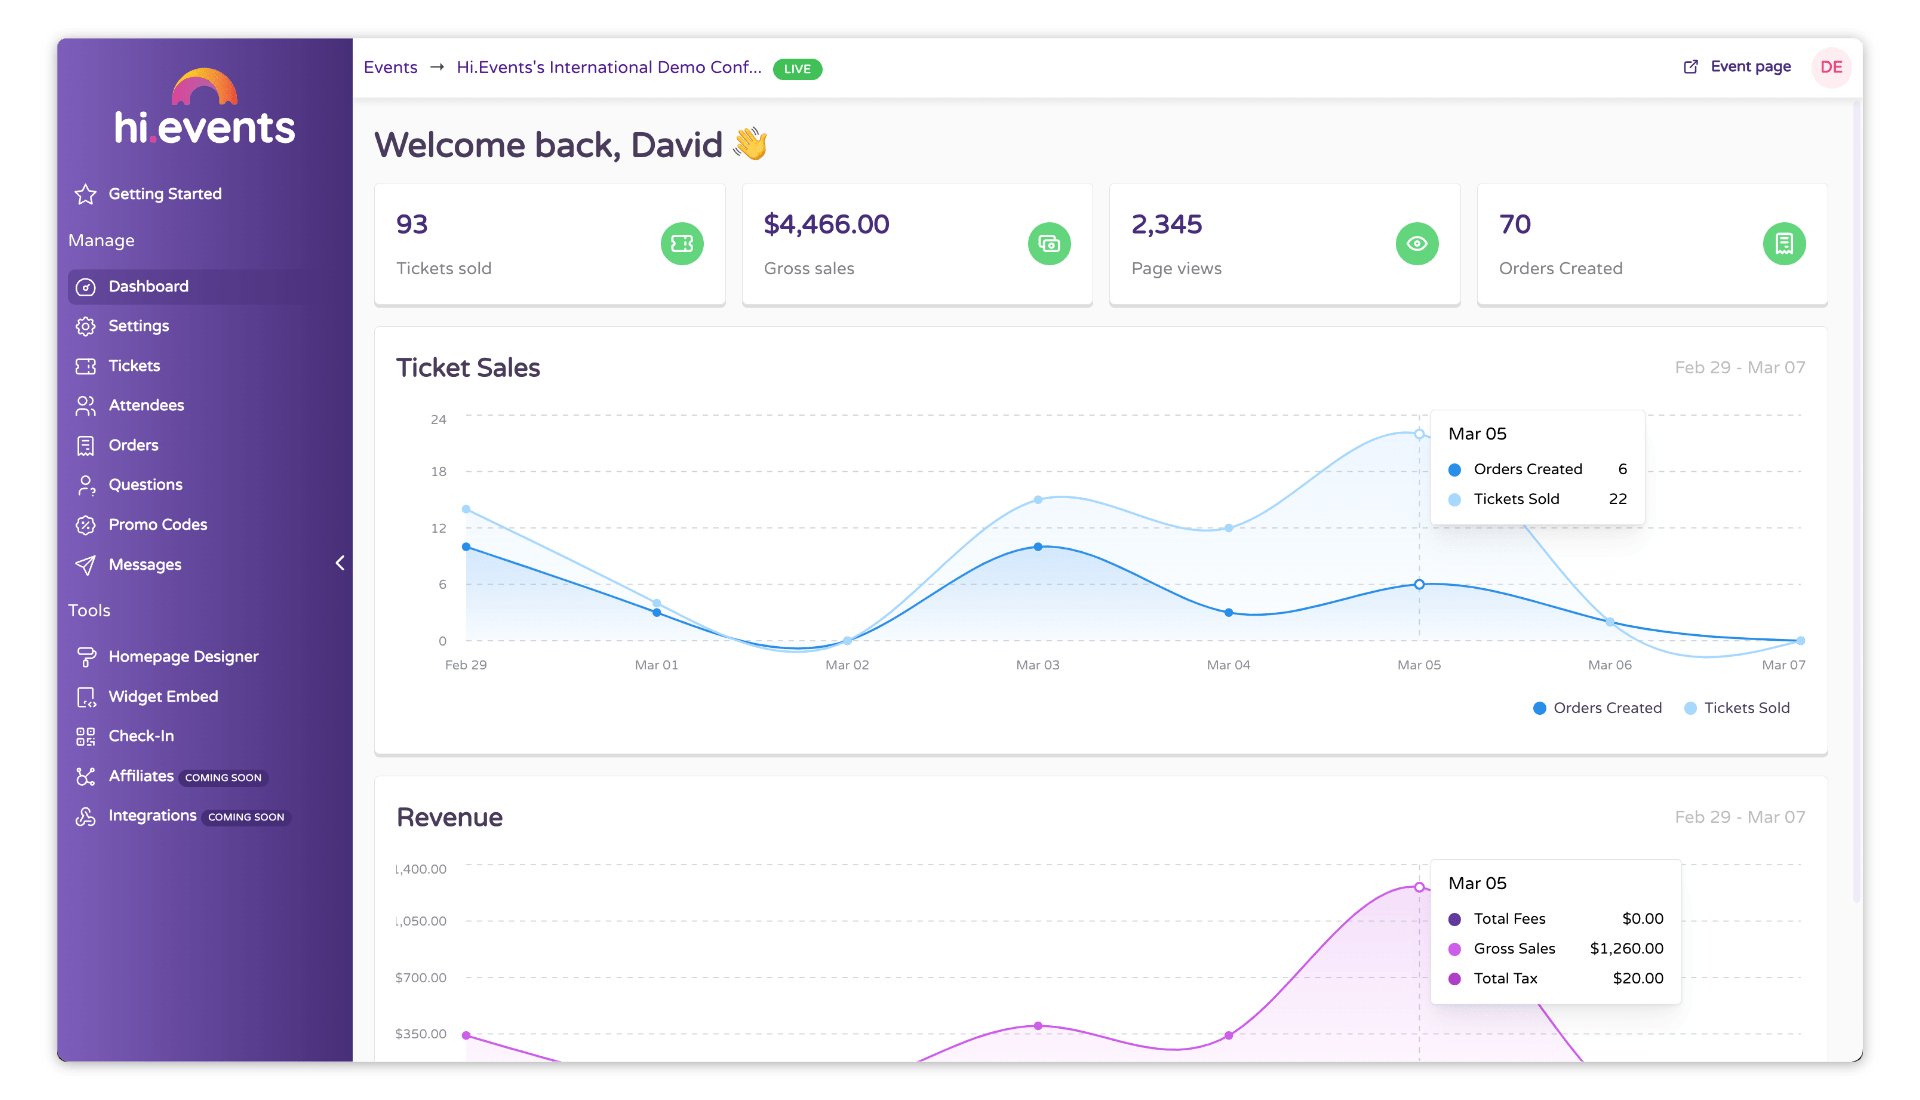 hi.events
Getting Started
Manage
Dashboard
Settings
Tickets
Attendees
Orders
Questions
Promo Codes
Messages
Tools
Homepage Designer
Widget Embed
Check-In
Affiliates COMING SOON
Integrations COMING SOON
Events → Hi.Events's International Demo Conf... LIVE
Event page DE
Welcome back, David 👋
93
Tickets sold
$4,466.00
Gross sales
2,345
Page views
70
Orders Created
Ticket Sales
Feb 29 - Mar 07
24
18
12
6
0
Mar 05
Orders Created 6
Tickets Sold 22
Feb 29 Mar 01 Mar 02 Mar 03 Mar 04 Mar 05 Mar 06 Mar 07
Orders Created Tickets Sold
Revenue
Feb 29 - Mar 07
1,400.00
1,050.00
$700.00
$350.00
Mar 05
Total Fees $0.00
Gross Sales $1,260.00
Total Tax $20.00